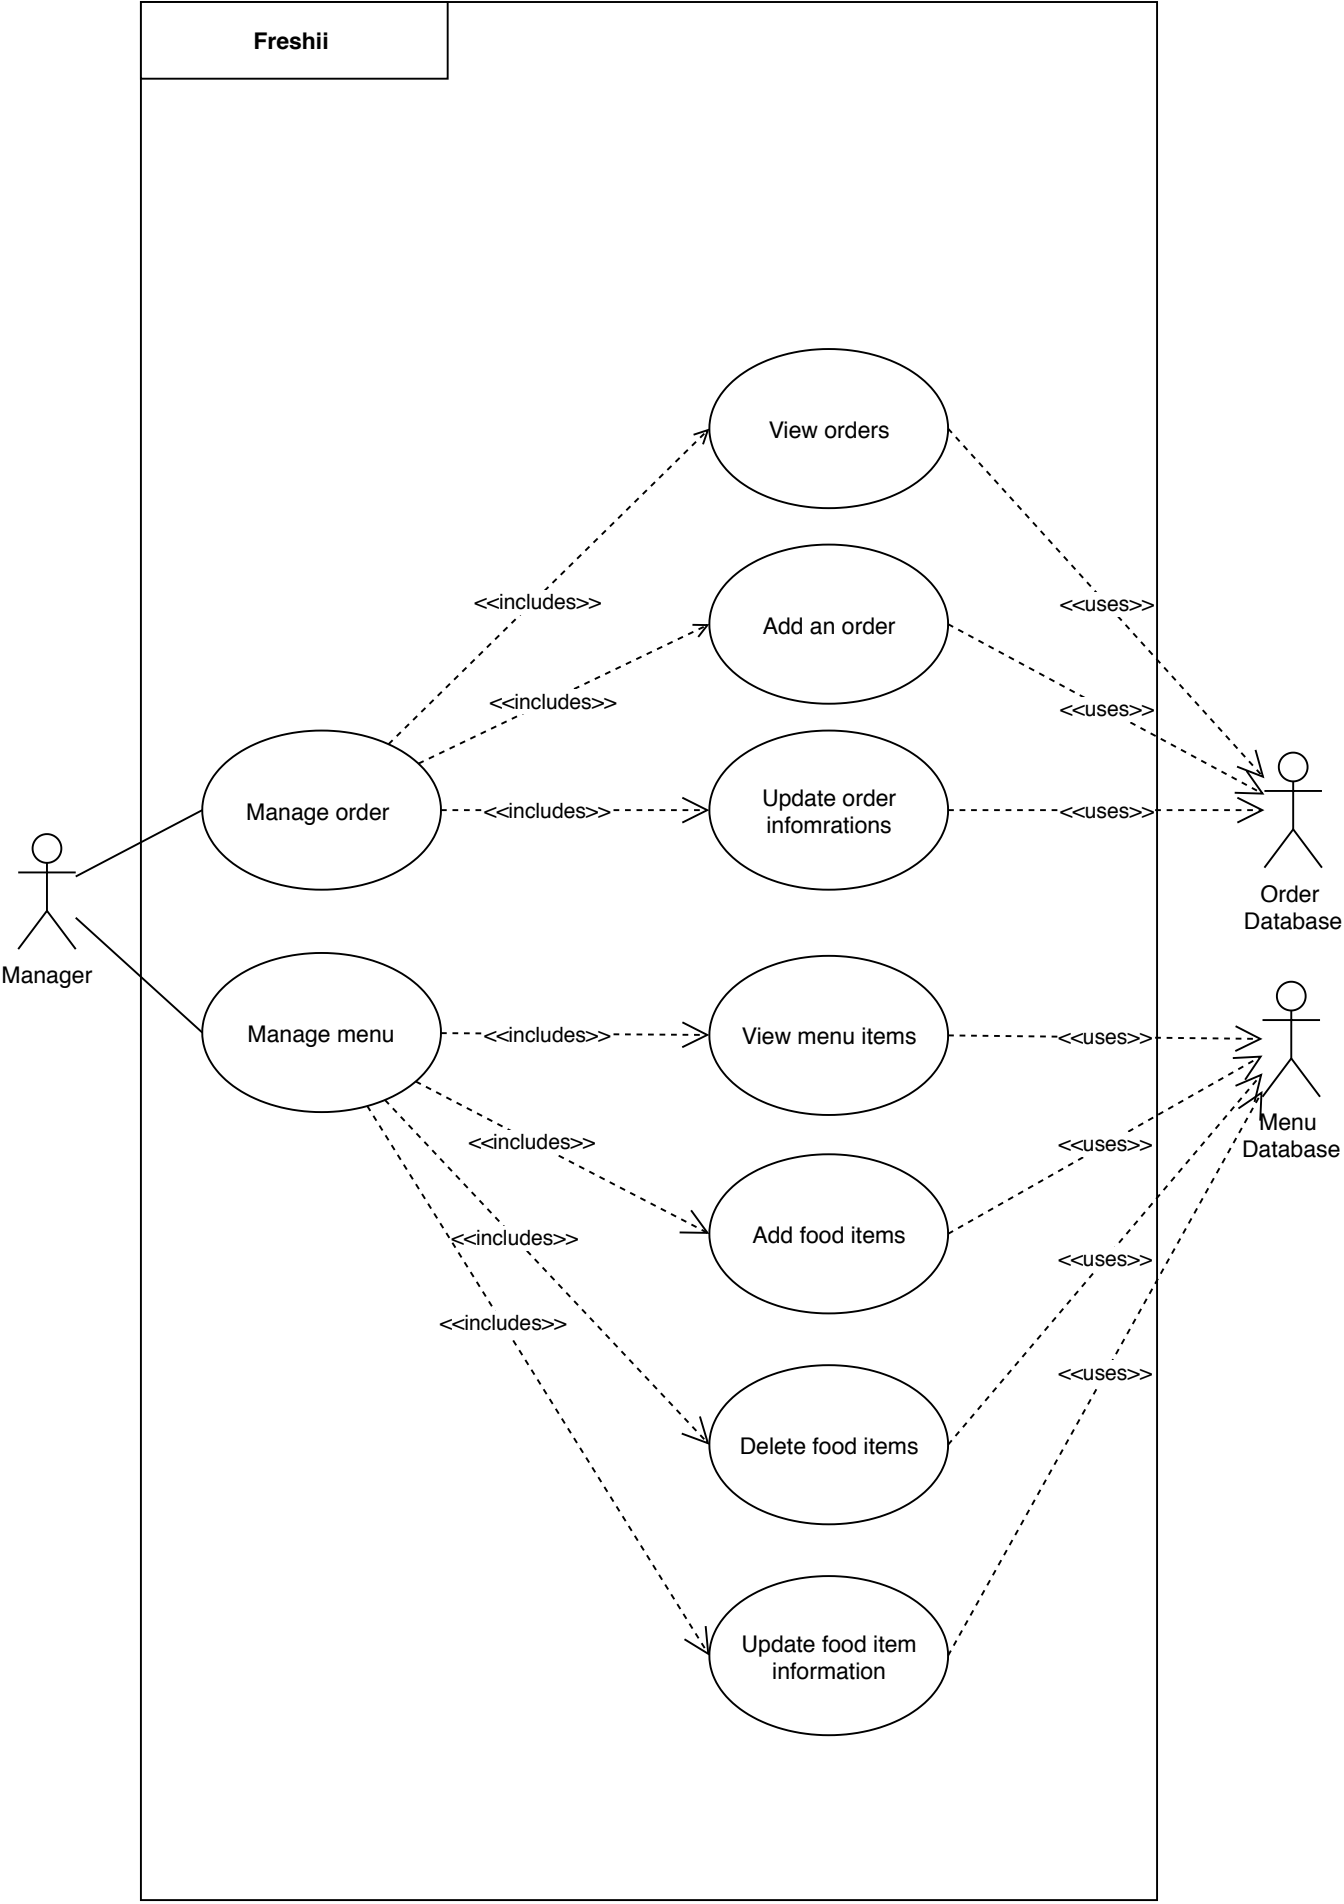 Freshii
View orders
<<includes>>
<<uses>>
Add an order
<<includes>>
<<uses>>
Manage order
<<includes>>
Update order
infomrations
<<uses>>
Order
Database
Manager
Manage menu
<<includes>>
View menu items
<<uses>>
Menu
Database
<<includes>>
<<uses>>
Add food items
<<includes>>
<<uses>>
<<includes>>
<<uses>>
Delete food items
Update food item
information